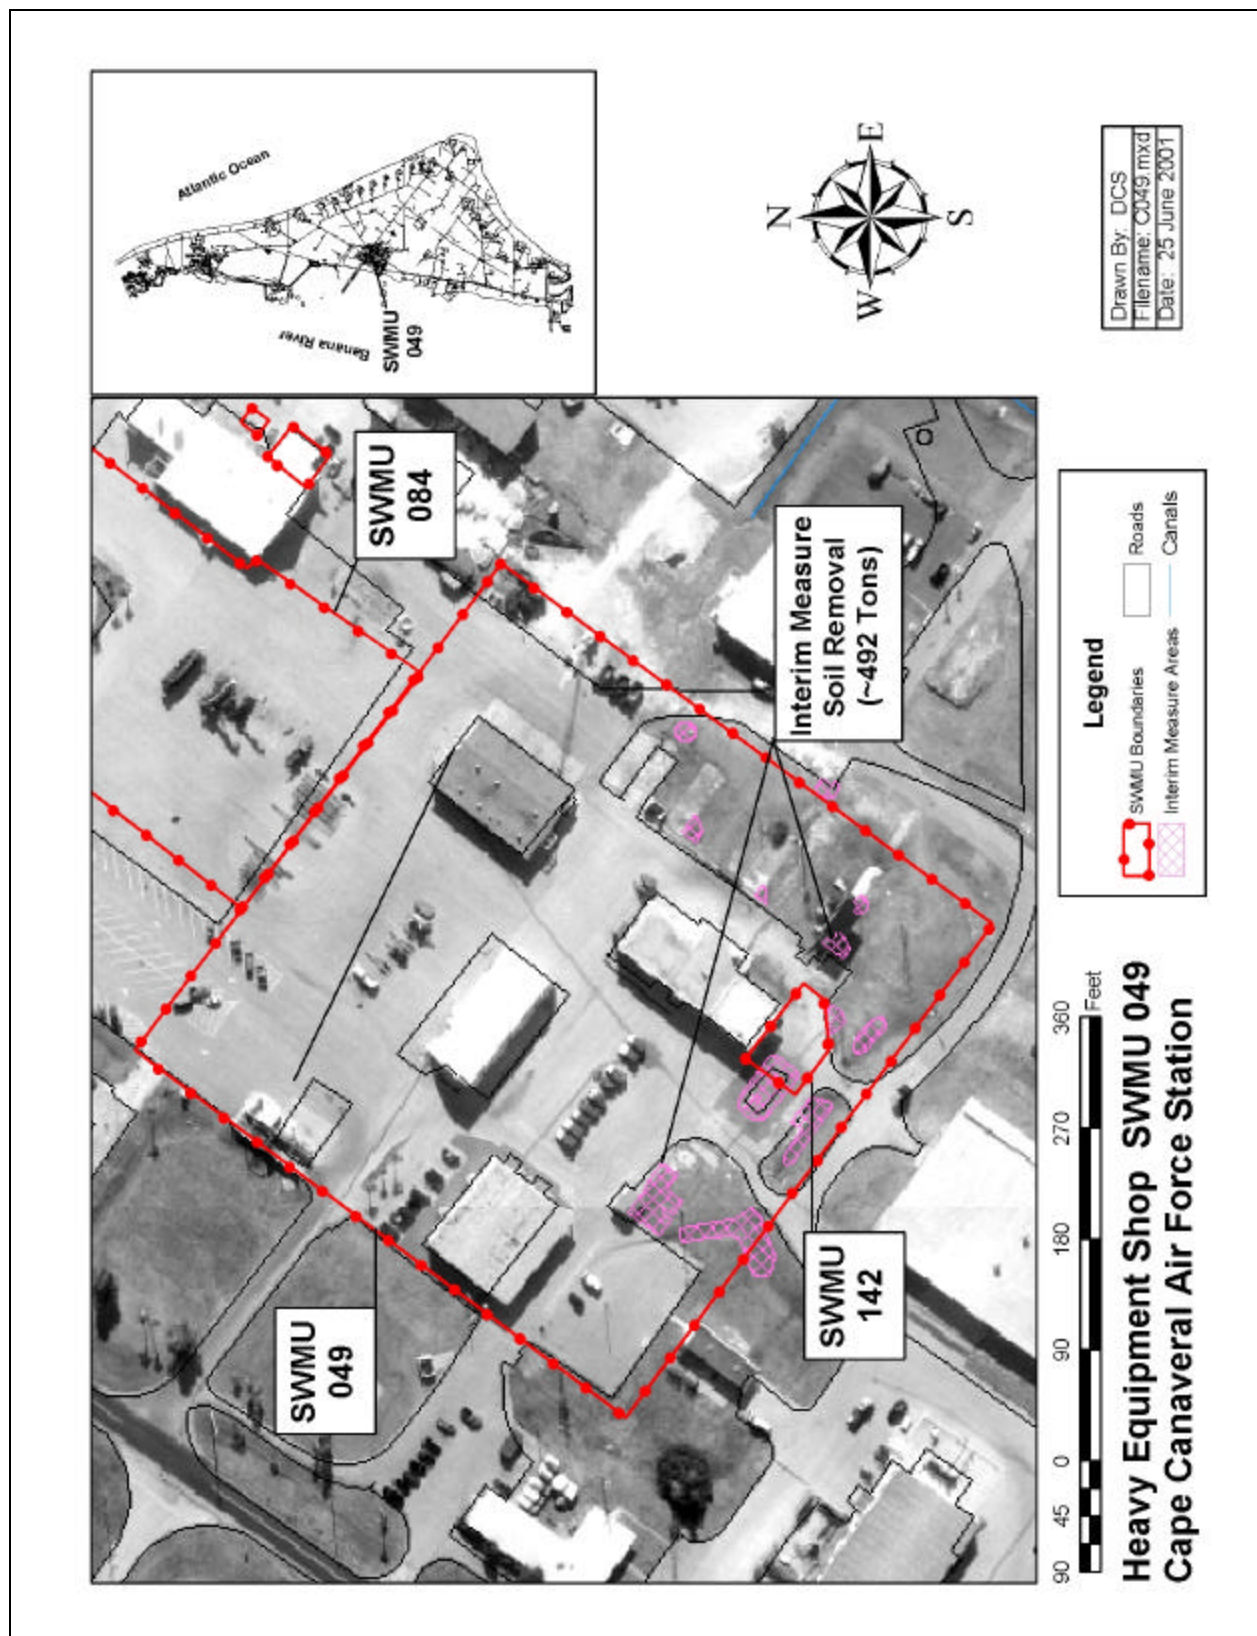 Atlantic Ocean
Banana River
SWMU
049
N
E
S
W
Drawn By: DCS
Filename: C049.mxd
Date: 25 June 2001
SWMU
084
Interim Measure
Soil Removal
(~492 Tons)
SWMU
049
SWMU
142
Legend
SWMU Boundaries
Roads
Interim Measure Areas
Canals
90 45 0 90 180 270 360
Feet
Heavy Equipment Shop SWMU 049
Cape Canaveral Air Force Station